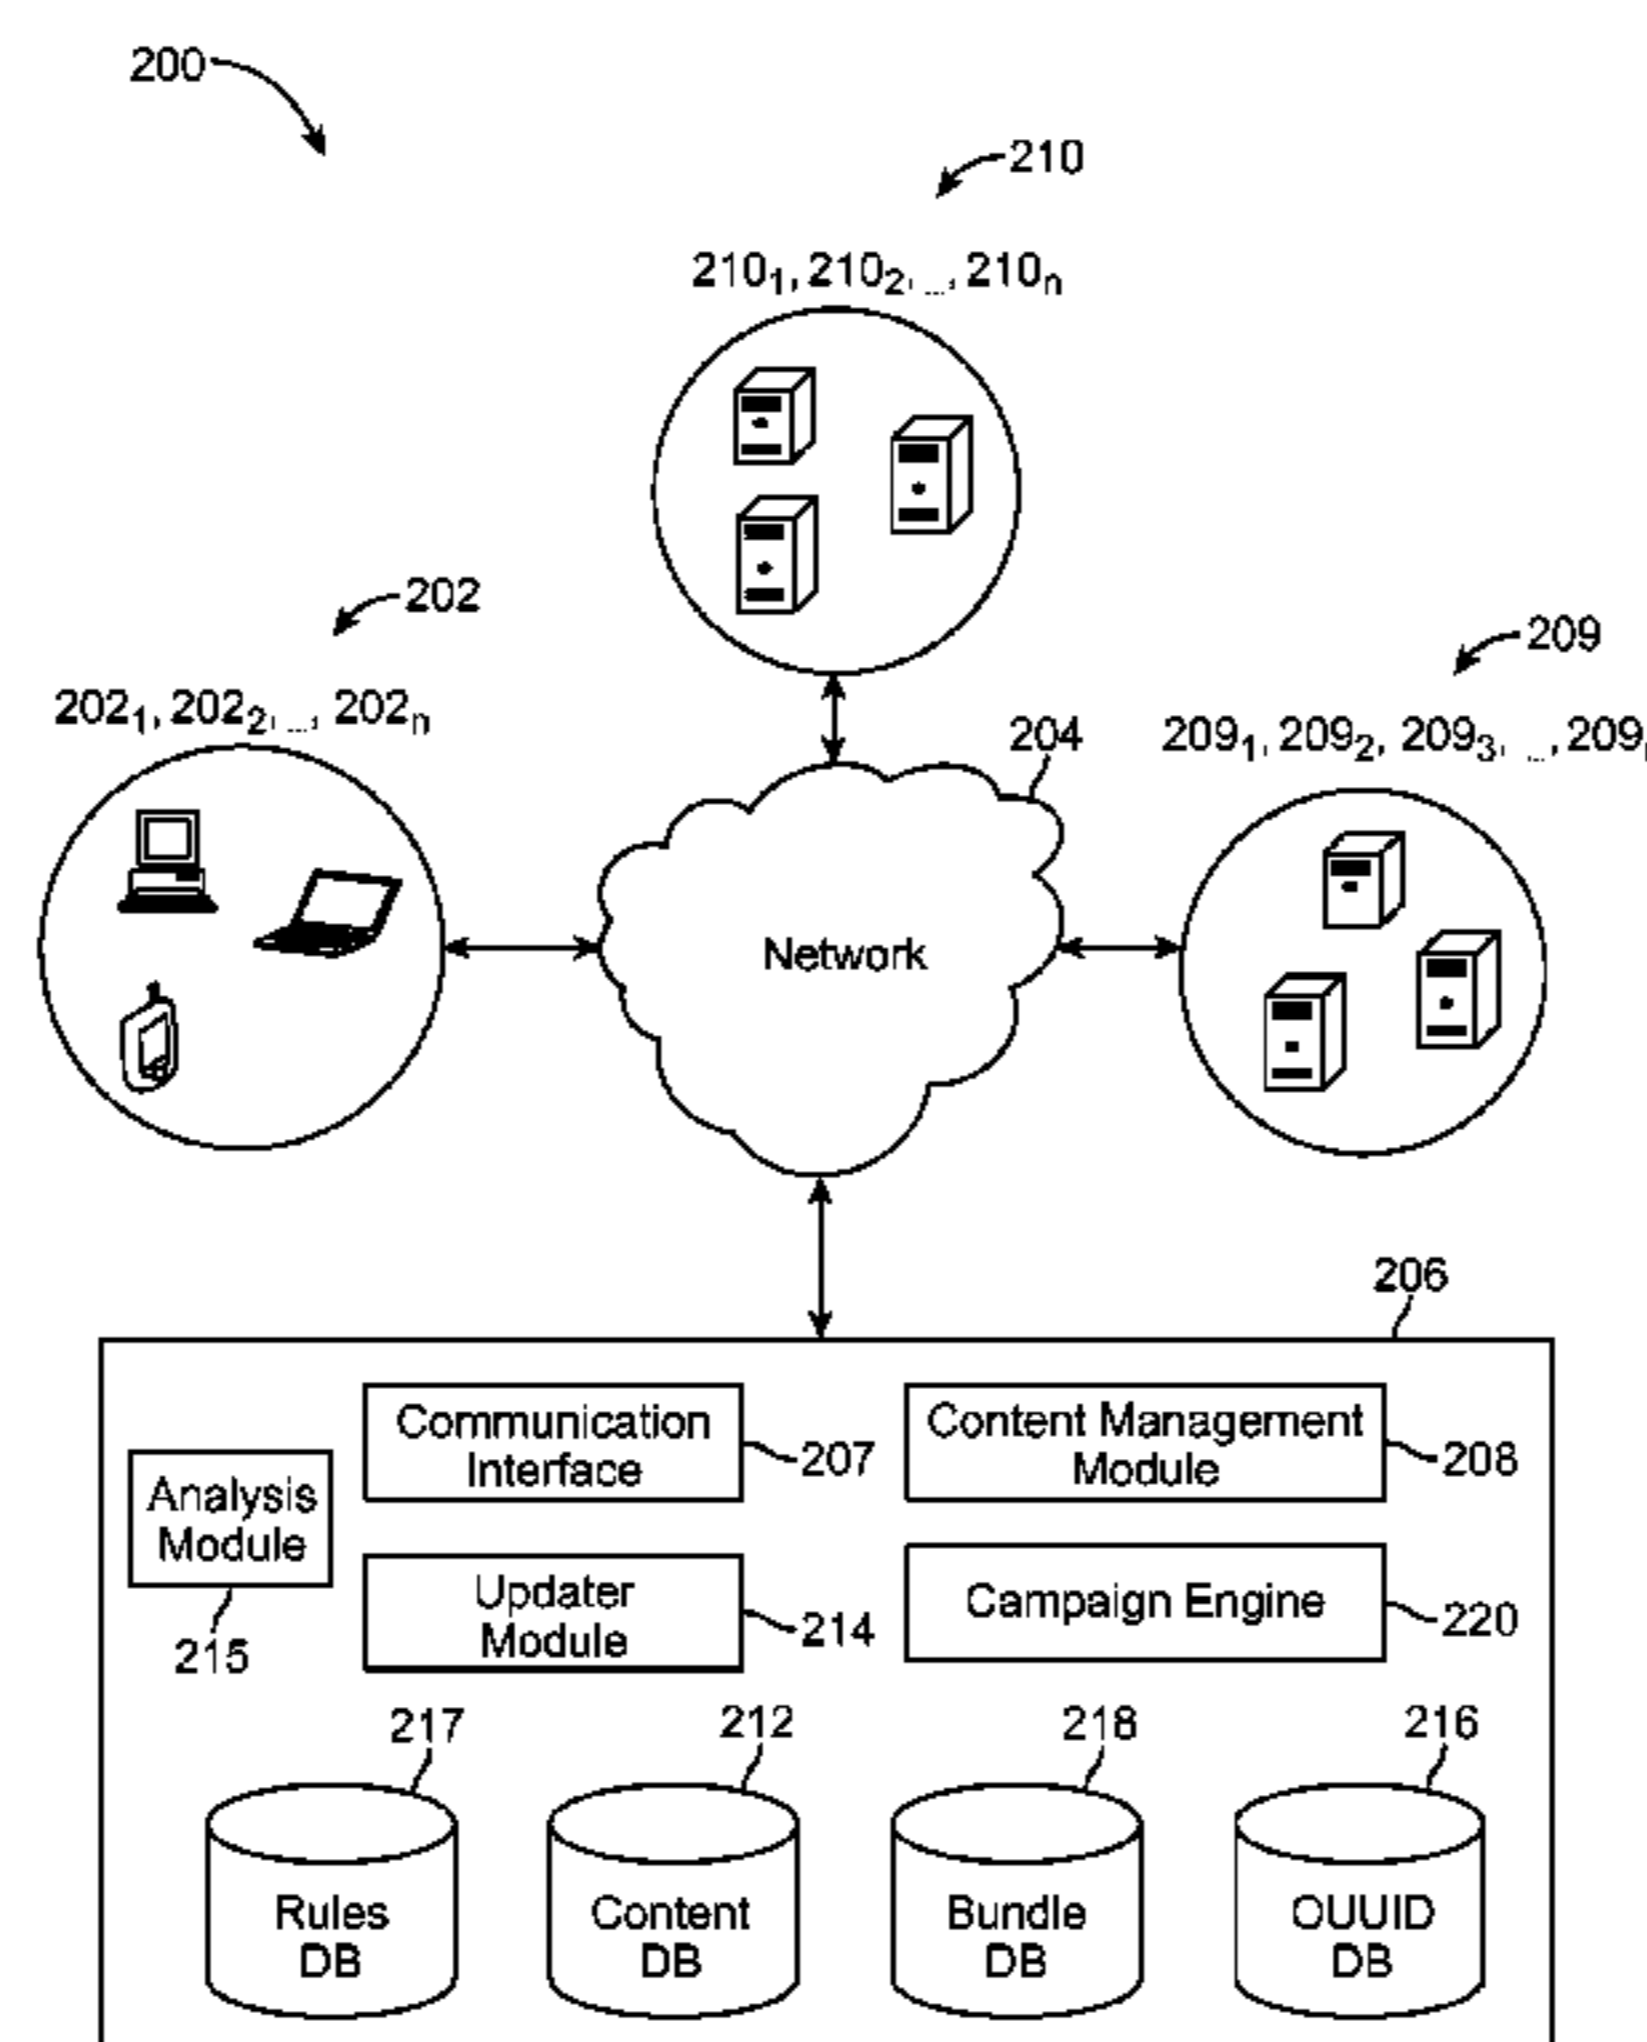 200
210
210₁, 210₂, ..., 210ₙ
202
209
202₁, 202₂, ..., 202ₙ
204
209₁, 209₂, 209₃, ..., 209
Network
206
Communication
Interface
207
Content Management
Module
208
Analysis
Module
215
Updater
Module
214
Campaign Engine
220
217
212
218
216
Rules
DB
Content
DB
Bundle
DB
OUUID
DB